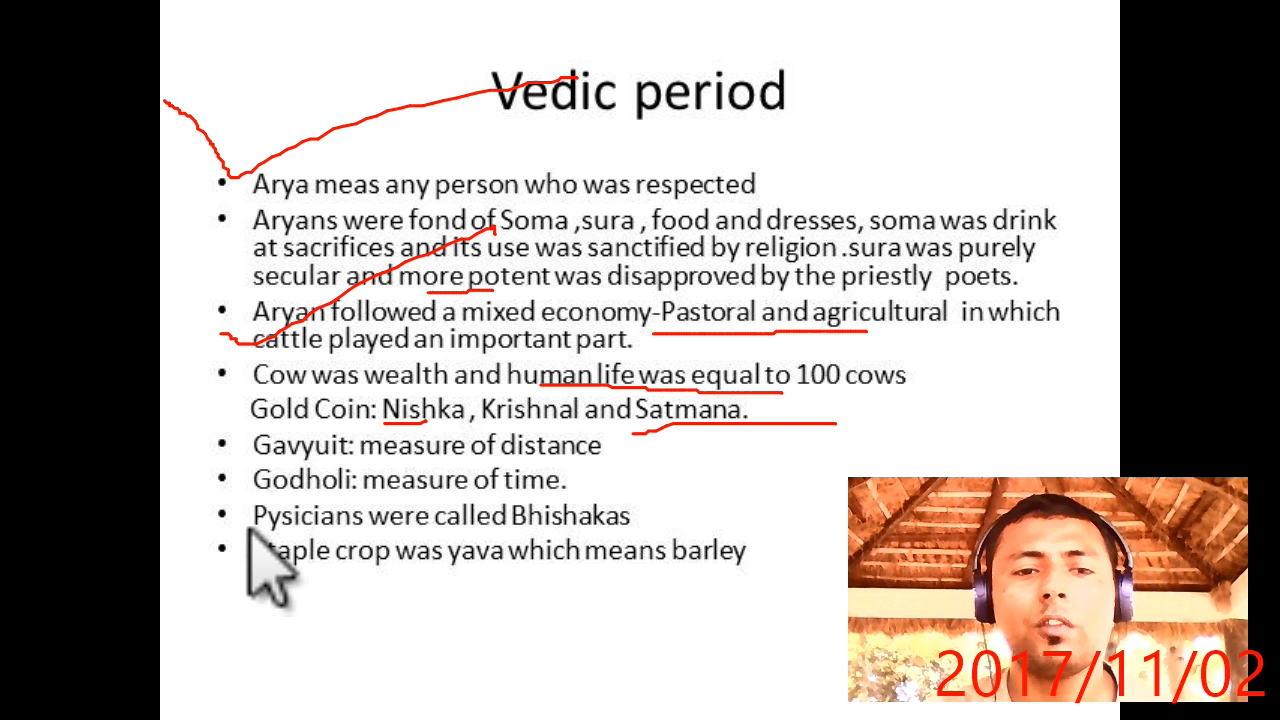 Vedic period
• Arya meas any person who was respected
• Aryans were fond of Soma ,sura , food and dresses, soma was drink
at sacrifices and its use was sanctified by religion .sura was purely
secular and more potent was disapproved by the priestly poets.
• Aryan followed a mixed economy-Pastoral and agricultural in which
cattle played an important part.
• Cow was wealth and human life was equal to 100 cows
Gold Coin: Nishka , Krishnal and Satmana.
• Gavyuit: measure of distance
• Godholi: measure of time.
• Pysicians were called Bhishakas
• taple crop was yava which means barley
2017/11/02